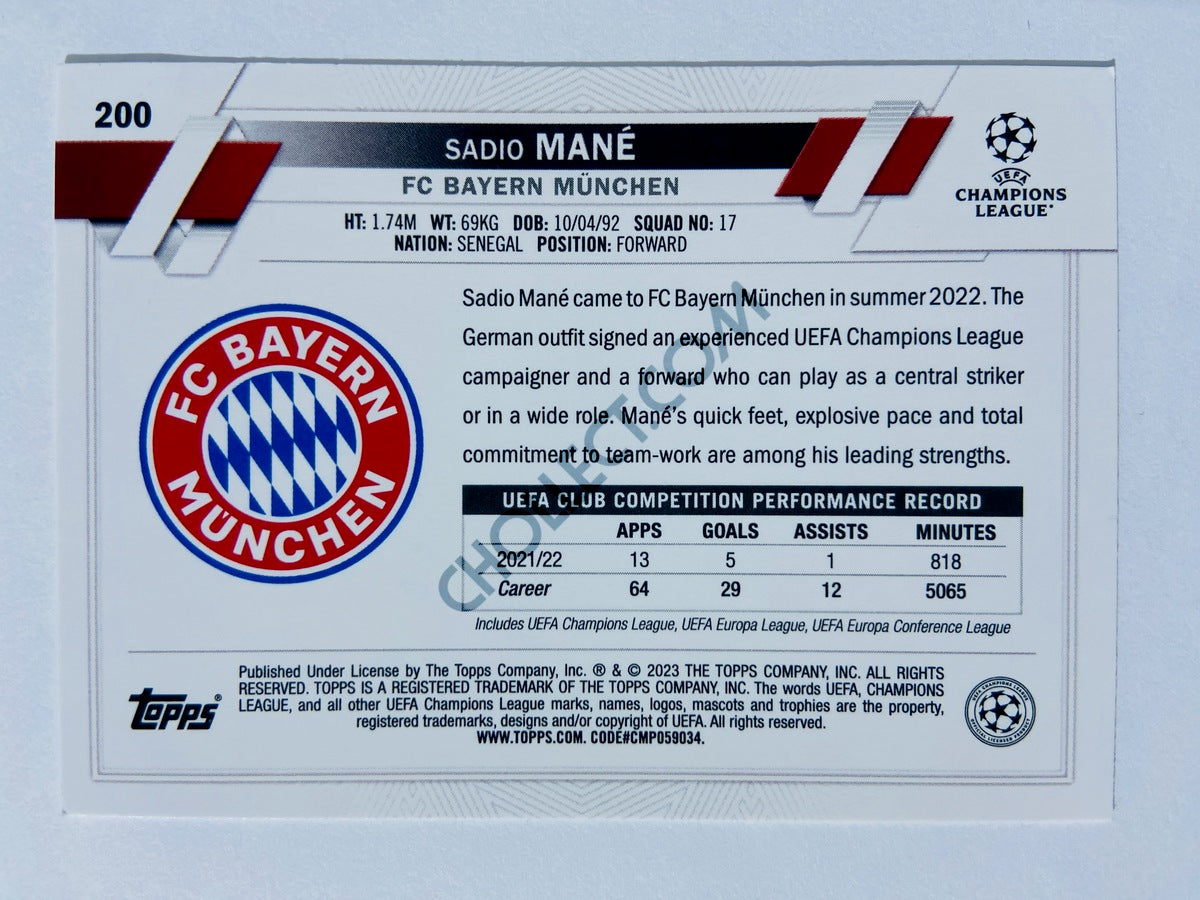 200
SADIO MANÉ
FC BAYERN MÜNCHEN
HT: 1.74M WT: 69KG DOB: 10/04/92 SQUAD NO: 17
NATION: SENEGAL POSITION: FORWARD
UEFA
CHAMPIONS
LEAGUE®
FC BAYERN
MÜNCHEN
Sadio Mané came to FC Bayern München in summer 2022. The
German outfit signed an experienced UEFA Champions League
campaigner and a forward who can play as a central striker
or in a wide role. Mané's quick feet, explosive pace and total
commitment to team-work are among his leading strengths.
CHOLLECT.COM
UEFA CLUB COMPETITION PERFORMANCE RECORD
APPS GOALS ASSISTS MINUTES
2021/22 13 5 1 818
Career 64 29 12 5065
Includes UEFA Champions League, UEFA Europa League, UEFA Europa Conference League
Topps®
Published Under License by The Topps Company, Inc. ® & © 2023 THE TOPPS COMPANY, INC. ALL RIGHTS
RESERVED. TOPPS IS A REGISTERED TRADEMARK OF THE TOPPS COMPANY, INC. The words UEFA, CHAMPIONS
LEAGUE, and all other UEFA Champions League marks, names, logos, mascots and trophies are the property,
registered trademarks, designs and/or copyright of UEFA. All rights reserved.
WWW.TOPPS.COM. CODE#CMP059034.
UEFA CHAMPIONS LEAGUE
OFFICIAL LICENSED PRODUCT